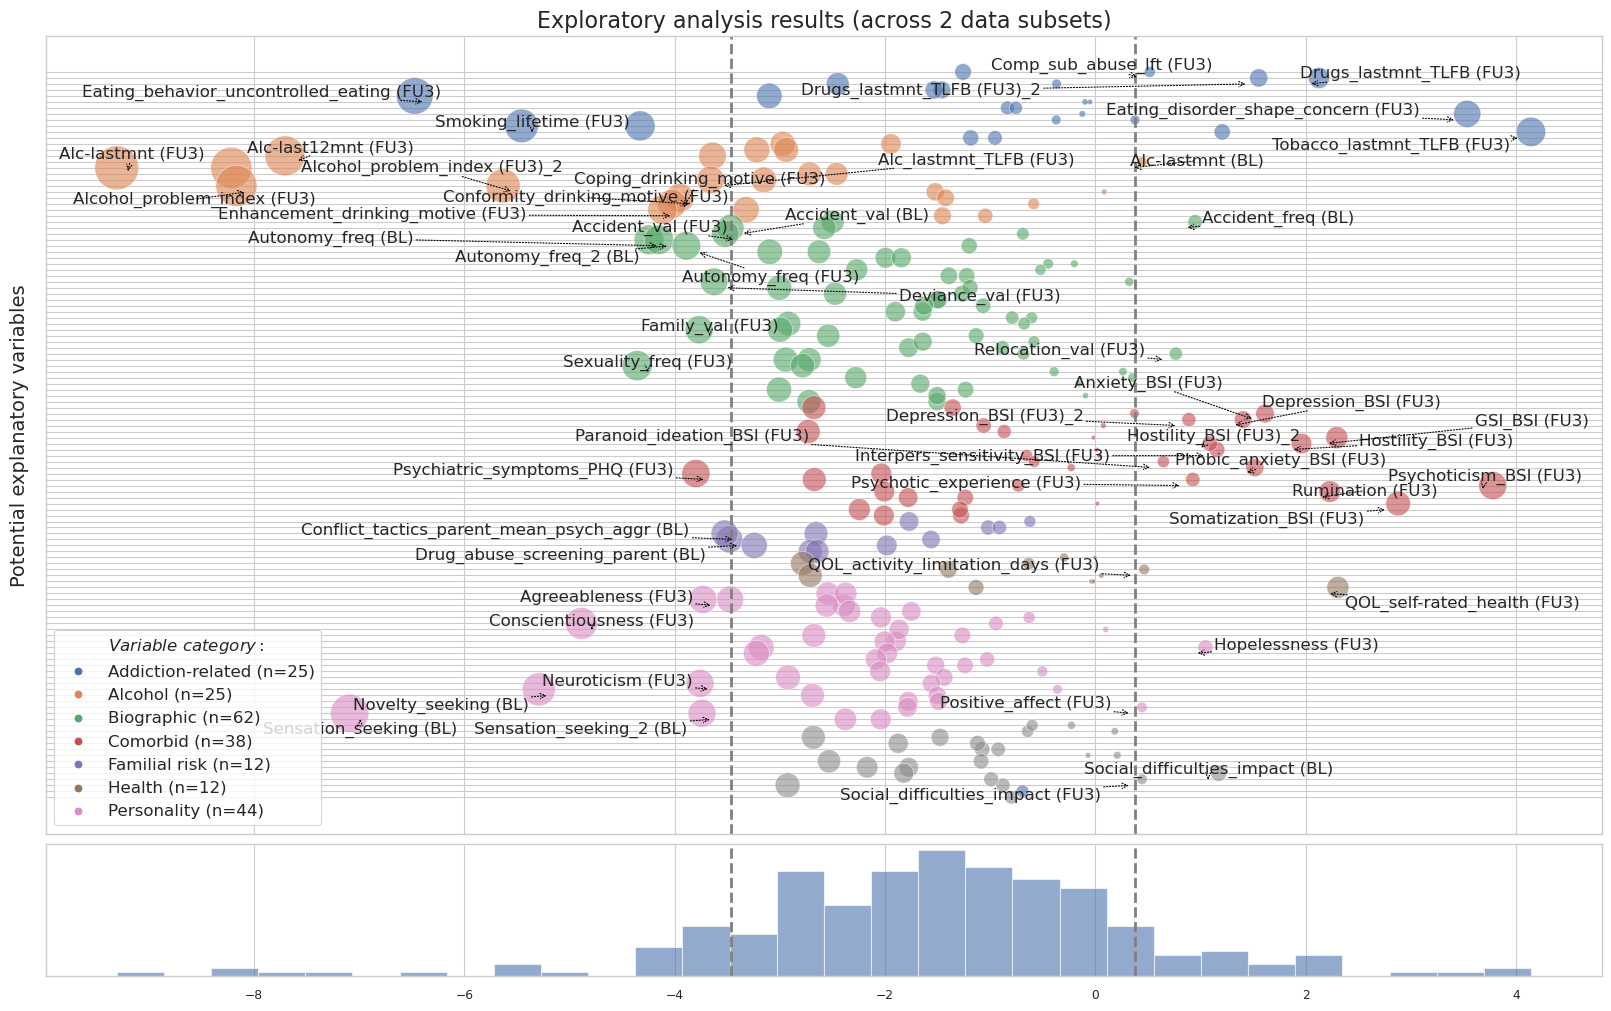 Exploratory analysis results (across 2 data subsets)
Comp_sub_abuse_lft (FU3)
Drugs_lastmnt_TLFB (FU3)
Drugs_lastmnt_TLFB (FU3)_2
Eating_behavior_uncontrolled_eating (FU3)
Eating_disorder_shape_concern (FU3)
Smoking_lifetime (FU3)
Tobacco_lastmnt_TLFB (FU3)
Alc-last12mnt (FU3)
Alc-lastmnt (FU3)
Alc_lastmnt_TLFB (FU3)
Alc-lastmnt (BL)
Alcohol_problem_index (FU3)_2
Coping_drinking_motive (FU3)
Alcohol_problem_index (FU3)
Conformity_drinking_motive (FU3)
Enhancement_drinking_motive (FU3)
Accident_val (BL)
Accident_freq (BL)
Accident_val (FU3)
Autonomy_freq (BL)
Autonomy_freq_2 (BL)
Autonomy_freq (FU3)
Deviance_val (FU3)
Family_val (FU3)
Relocation_val (FU3)
Sexuality_freq (FU3)
Anxiety_BSI (FU3)
Depression_BSI (FU3)
Depression_BSI (FU3)_2
GSI_BSI (FU3)
Paranoid_ideation_BSI (FU3)
Hostility_BSI (FU3)_2
Hostility_BSI (FU3)
Interpers_sensitivity_BSI (FU3)
Phobic_anxiety_BSI (FU3)
Psychiatric_symptoms_PHQ (FU3)
Psychoticism_BSI (FU3)
Psychotic_experience (FU3)
Rumination (FU3)
Somatization_BSI (FU3)
Conflict_tactics_parent_mean_psych_aggr (BL)
Drug_abuse_screening_parent (BL)
QOL_activity_limitation_days (FU3)
Agreeableness (FU3)
QOL_self-rated_health (FU3)
Conscientiousness (FU3)
Hopelessness (FU3)
Neuroticism (FU3)
Novelty_seeking (BL)
Positive_affect (FU3)
Sensation_seeking (BL)
Sensation_seeking_2 (BL)
Social_difficulties_impact (BL)
Social_difficulties_impact (FU3)
Potential explanatory variables
Variable category:
Addiction-related (n=25)
Alcohol (n=25)
Biographic (n=62)
Comorbid (n=38)
Familial risk (n=12)
Health (n=12)
Personality (n=44)
−8 −6 −4 −2 0 2 4